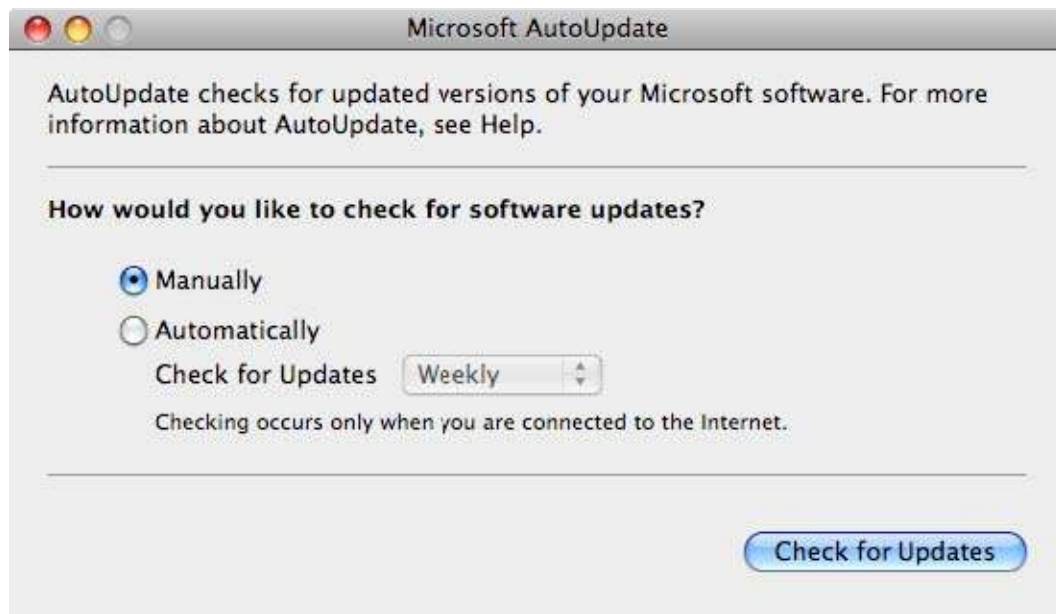 Microsoft AutoUpdate
AutoUpdate checks for updated versions of your Microsoft software. For more
information about AutoUpdate, see Help.
How would you like to check for software updates?
Manually
Automatically
Check for Updates Weekly
Checking occurs only when you are connected to the Internet.
Check for Updates